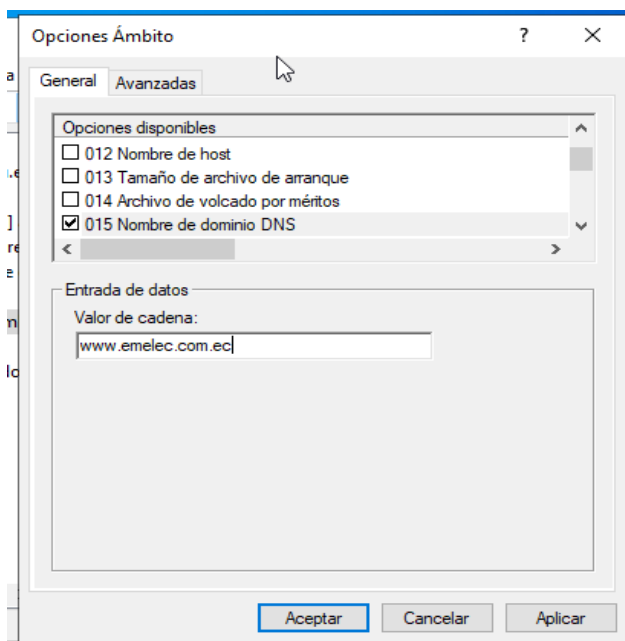 Opciones Ámbito ? ✕
a
General Avanzadas
Opciones disponibles
012 Nombre de host
.e
013 Tamaño de archivo de arranque
014 Archivo de volcado por méritos
]
015 Nombre de dominio DNS
re
e
Entrada de datos
m
Valor de cadena:
www.emelec.com.ec
lo
Aceptar Cancelar Aplicar